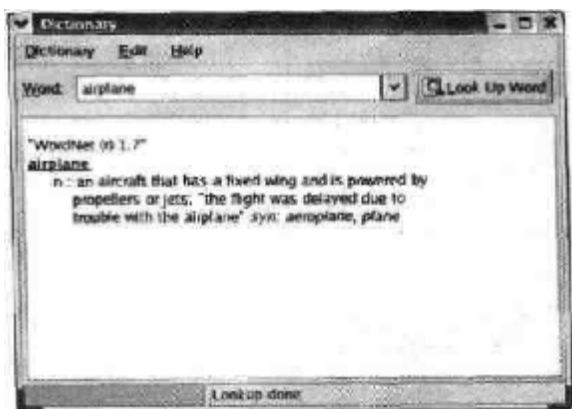 Dictionary
Dictionary Edit Help
Word: airplane Look Up Word
"WordNet (r) 1.7"
airplane
n : an aircraft that has a fixed wing and is powered by
propellers or jets; "the flight was delayed due to
trouble with the airplane" syn: aeroplane, plane
Lookup done